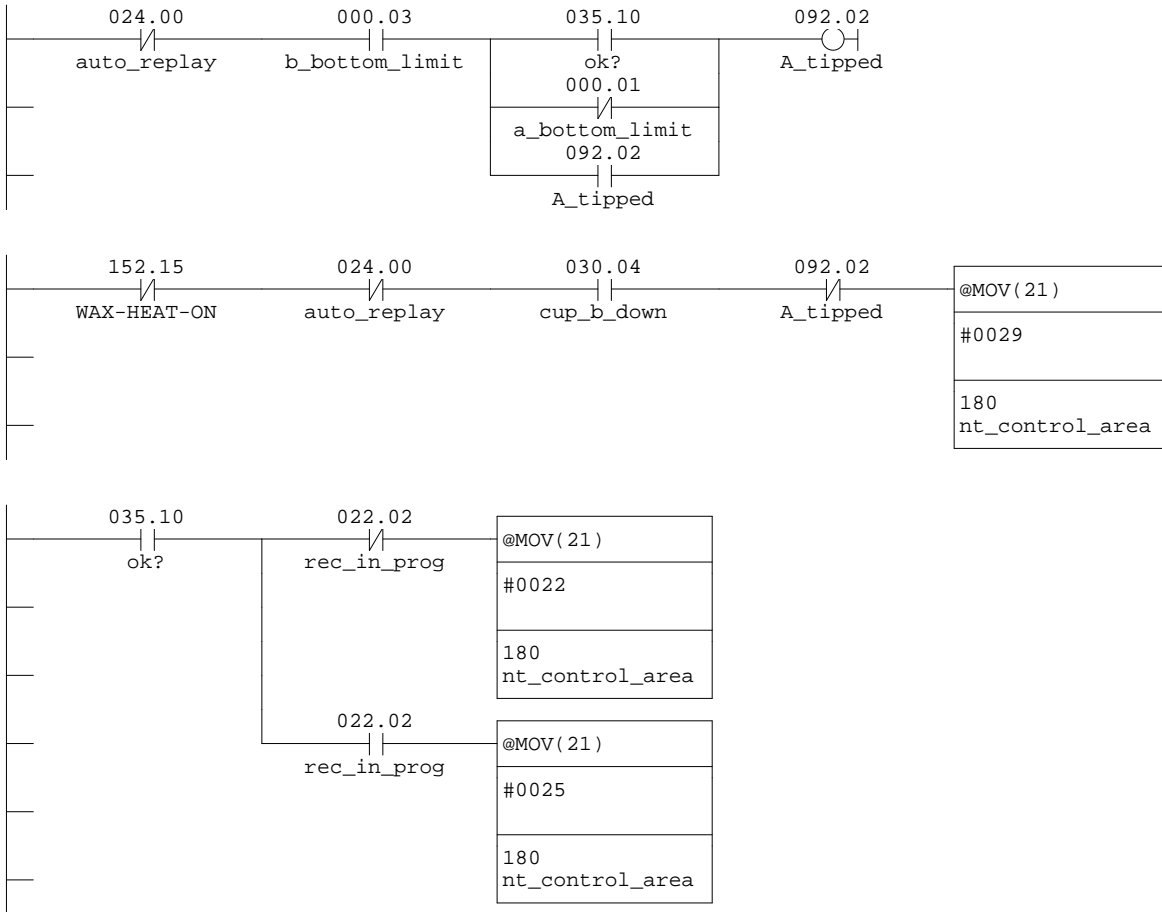 024.00 000.03 035.10 092.02
auto_replay b_bottom_limit ok? A_tipped
000.01
a_bottom_limit
092.02
A_tipped
152.15 024.00 030.04 092.02
WAX-HEAT-ON auto_replay cup_b_down A_tipped
@MOV(21)
#0029
180
nt_control_area
035.10 022.02
ok? rec_in_prog
@MOV(21)
#0022
180
nt_control_area
022.02
rec_in_prog
@MOV(21)
#0025
180
nt_control_area